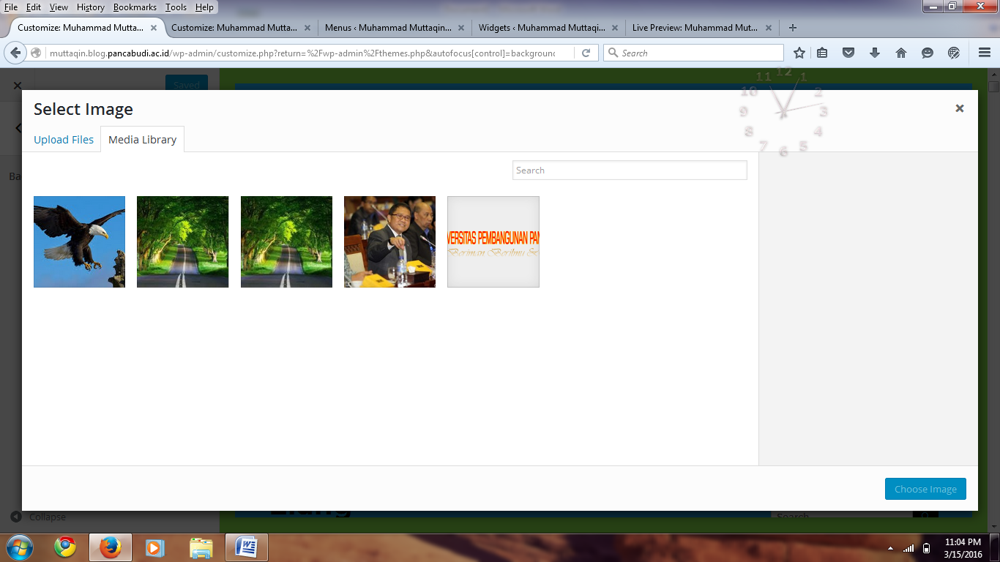 File Edit View History Bookmarks Tools Help
Customize: Muhammad Mutta... Customize: Muhammad Mutta... Menus ‹ Muhammad Muttaqin... Widgets ‹ Muhammad Muttaqi... Live Preview: Muhammad Mut...
muttaqin.blog.pancabudi.ac.id/wp-admin/customize.php?return=%2Fwp-admin%2Fthemes.php&autofocus[control]=background
Search
Saved
12
11 1
10 2
9 3
8 4
7 5
6
Select Image
Upload Files Media Library
Ba
Search
VERSITAS PEMBANGUNAN PAN
Beriman Berilmu &
Choose Image
Collapse
Search
11:04 PM
3/15/2016